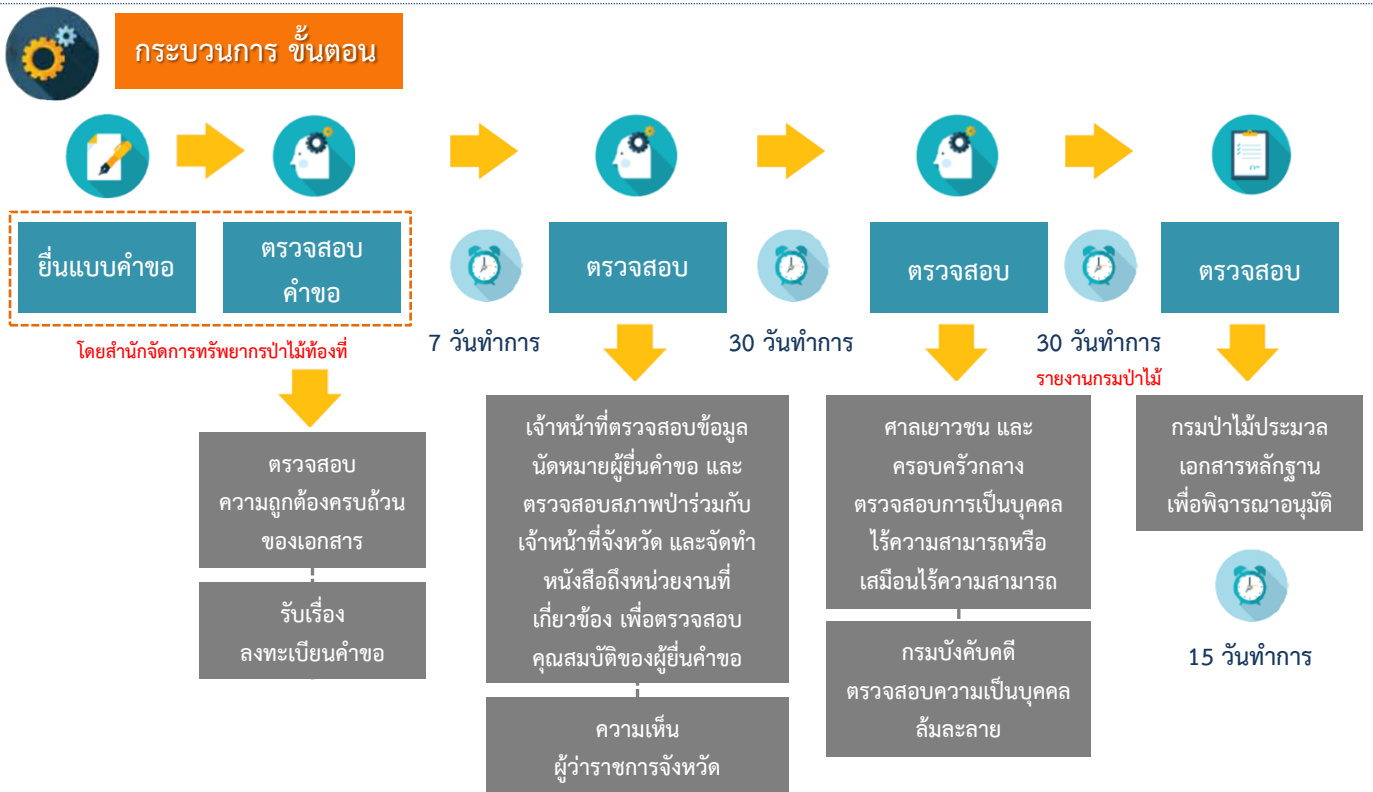 กระบวนการ ขั้นตอน
ยื่นแบบคำขอ
ตรวจสอบ
คำขอ
ตรวจสอบ
ตรวจสอบ
ตรวจสอบ
โดยสำนักจัดการทรัพยากรป่าไม้ท้องที่
7 วันทำการ
30 วันทำการ
30 วันทำการ
รายงานกรมป่าไม้
ตรวจสอบ
ความถูกต้องครบถ้วน
ของเอกสาร
รับเรื่อง
ลงทะเบียนคำขอ
เจ้าหน้าที่ตรวจสอบข้อมูล
นัดหมายผู้ยื่นคำขอ และ
ตรวจสอบสภาพป่าร่วมกับ
เจ้าหน้าที่จังหวัด และจัดทำ
หนังสือถึงหน่วยงานที่
เกี่ยวข้อง เพื่อตรวจสอบ
คุณสมบัติของผู้ยื่นคำขอ
ความเห็น
ผู้ว่าราชการจังหวัด
ศาลเยาวชน และ
ครอบครัวกลาง
ตรวจสอบการเป็นบุคคล
ไร้ความสามารถหรือ
เสมือนไร้ความสามารถ
กรมบังคับคดี
ตรวจสอบความเป็นบุคคล
ล้มละลาย
กรมป่าไม้ประมวล
เอกสารหลักฐาน
เพื่อพิจารณาอนุมัติ
15 วันทำการ